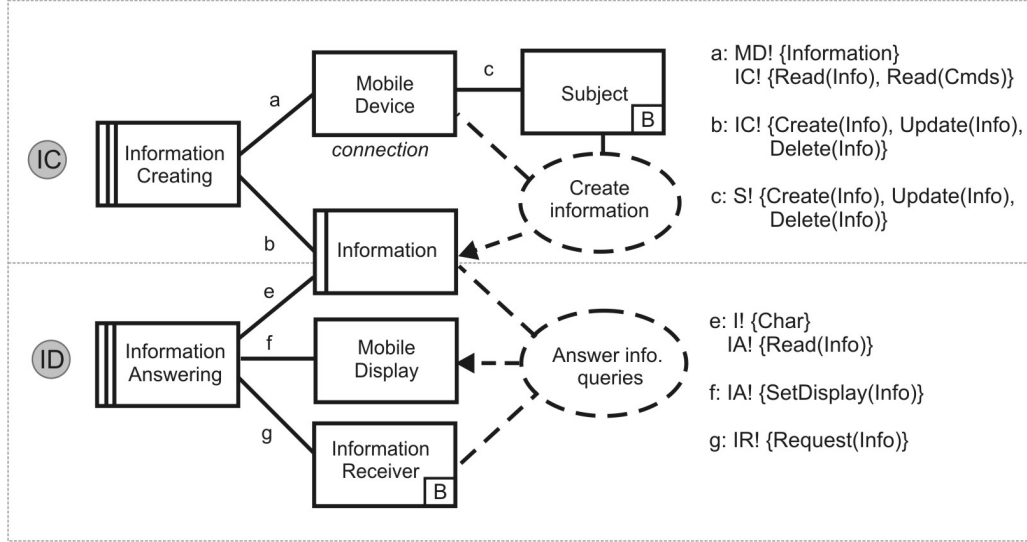 IC
Information
Creating
a
Mobile
Device
connection
c
Subject
B
Create
information
b
Information
a: MD! {Information}
IC! {Read(Info), Read(Cmds)}
b: IC! {Create(Info), Update(Info),
Delete(Info)}
c: S! {Create(Info), Update(Info),
Delete(Info)}
ID
Information
Answering
e
f
g
Mobile
Display
Information
Receiver
B
Answer info.
queries
e: I! {Char}
IA! {Read(Info)}
f: IA! {SetDisplay(Info)}
g: IR! {Request(Info)}